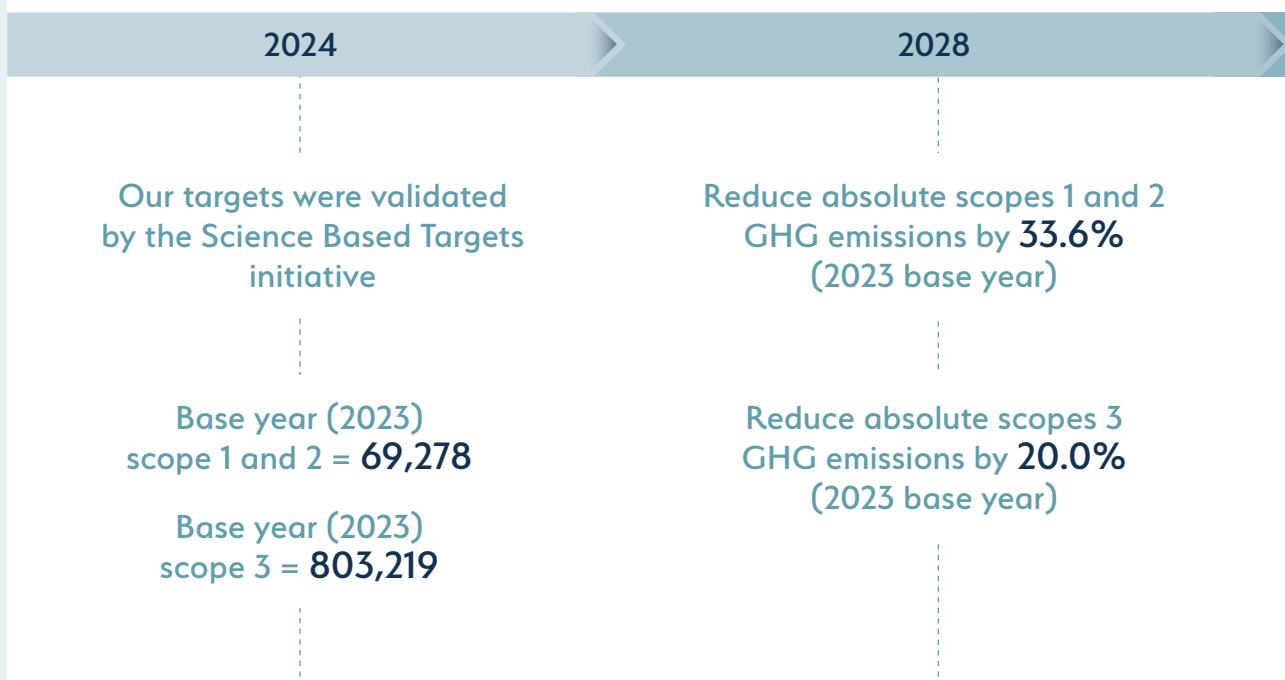 2024
Our targets were validated
by the Science Based Targets
initiative
Base year (2023)
scope 1 and 2 = 69,278
Base year (2023)
scope 3 = 803,219
2028
Reduce absolute scopes 1 and 2
GHG emissions by 33.6%
(2023 base year)
Reduce absolute scopes 3
GHG emissions by 20.0%
(2023 base year)